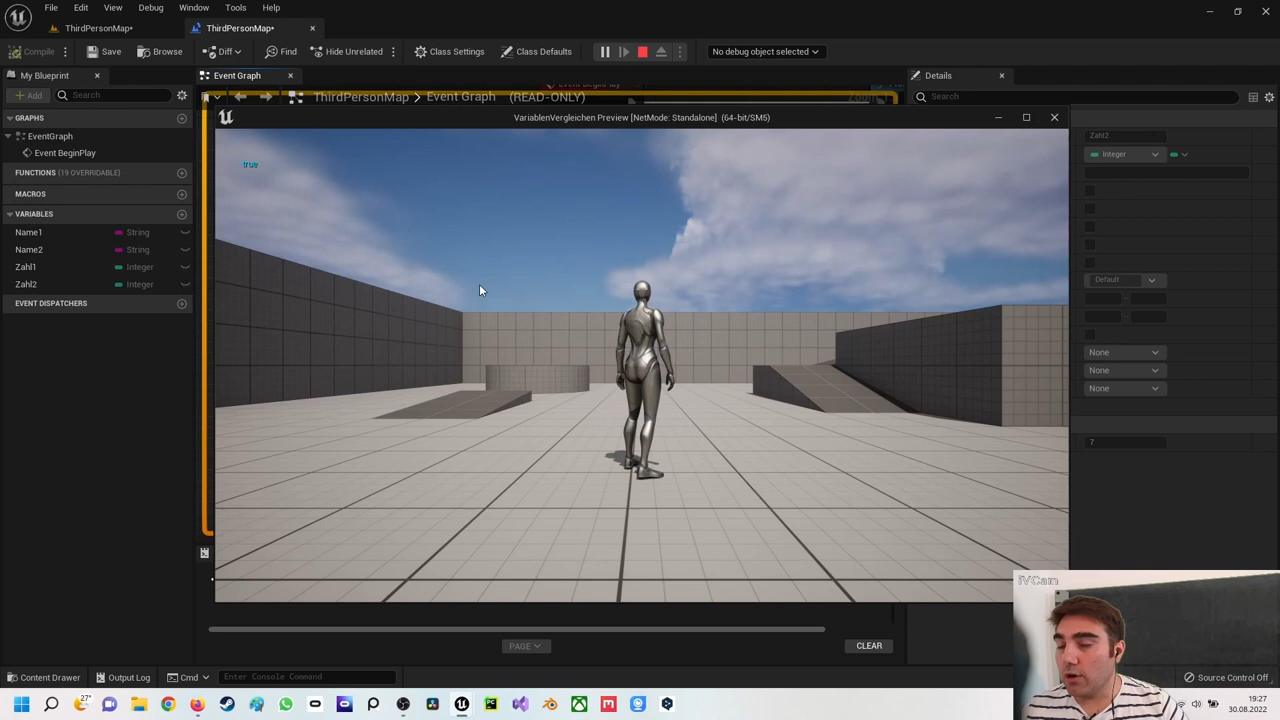 File Edit View Debug Window Tools Help
ThirdPersonMap* ThirdPersonMap*
Compile Save Browse Diff Find Hide Unrelated Class Settings Class Defaults No debug object selected
My Blueprint Event Graph Details
Add Search ThirdPersonMap > Event Graph (READ-ONLY) Search
VariablenVergleichen Preview [NetMode: Standalone] (64-bit/SM5)
GRAPHS
EventGraph
Event BeginPlay
FUNCTIONS (19 OVERRIDABLE)
MACROS
VARIABLES
Name1 String
Name2 String
Zahl1 Integer
Zahl2 Integer
EVENT DISPATCHERS
true
Zahl2
Integer
Default
None
None
None
7
PAGE CLEAR
iVCam
Content Drawer Output Log Cmd Enter Console Command Source Control Off
27°
19:27
30.08.2022